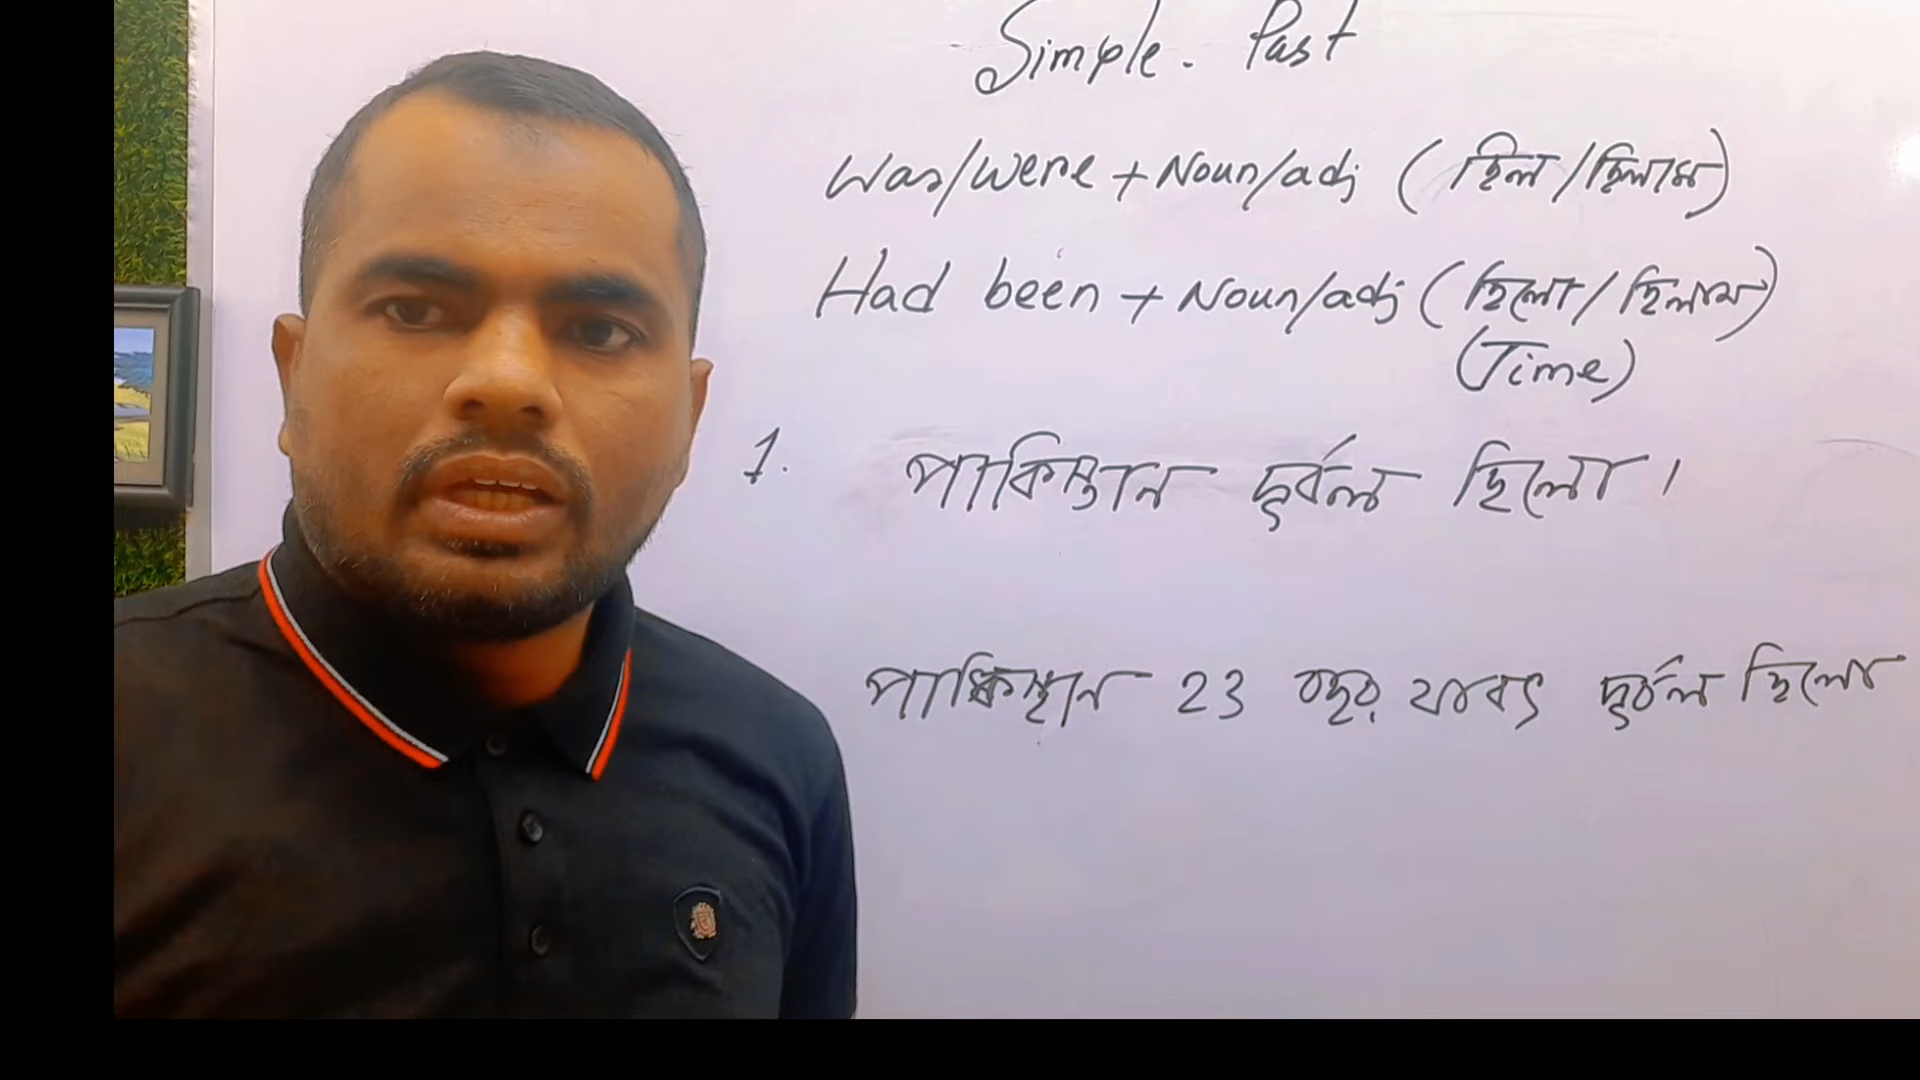 Simple. Past
Was/Were + Noun/adj (ছিল/ছিলাম)
Had been + Noun/adj (ছিলো/ছিলাম)
(Time)
1. পাকিস্তান দূর্বল ছিলো।
পাকিস্থান 23 বছর যাবৎ দূর্বল ছিলো